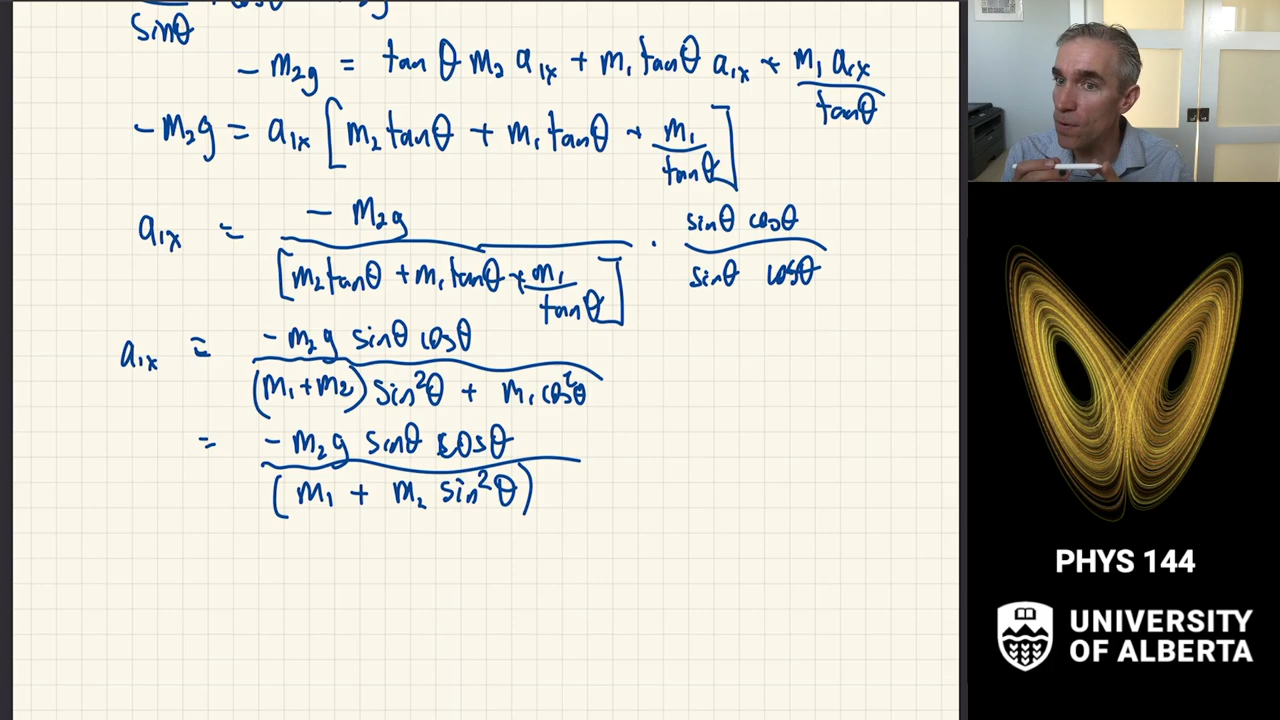 sinθ
- m₂g = tanθ m₂ a₁ₓ + m₁ tanθ a₁ₓ + m₁ a₁ₓ / tanθ
-m₂g = a₁ₓ [m₂ tanθ + m₁ tanθ + m₁ / tanθ]
a₁ₓ = - m₂g / [m₂ tanθ + m₁ tanθ + m₁ / tanθ] · sinθ cosθ / sinθ cosθ
a₁ₓ = - m₂g sinθ cosθ / (m₁+m₂) sin²θ + m₁ cos²θ
= - m₂g sinθ cosθ / (m₁ + m₂ sin²θ)
PHYS 144
UNIVERSITY
OF ALBERTA